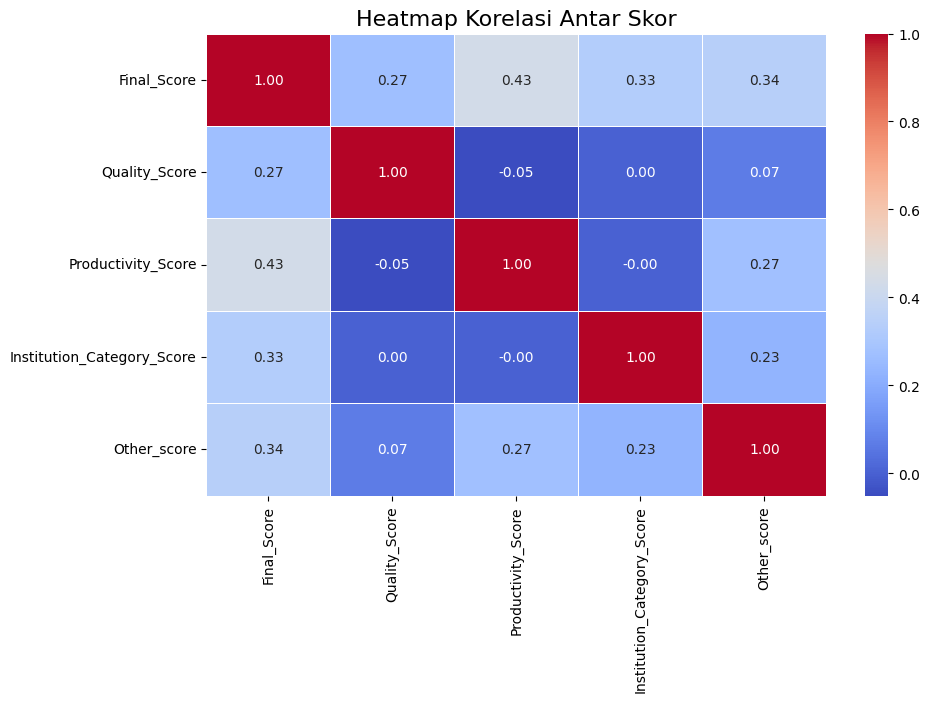 Heatmap Korelasi Antar Skor
Final_Score 1.00 0.27 0.43 0.33 0.34
Quality_Score 0.27 1.00 -0.05 0.00 0.07
Productivity_Score 0.43 -0.05 1.00 -0.00 0.27
Institution_Category_Score 0.33 0.00 -0.00 1.00 0.23
Other_score 0.34 0.07 0.27 0.23 1.00
Final_Score
Quality_Score
Productivity_Score
Institution_Category_Score
Other_score
1.0
0.8
0.6
0.4
0.2
0.0